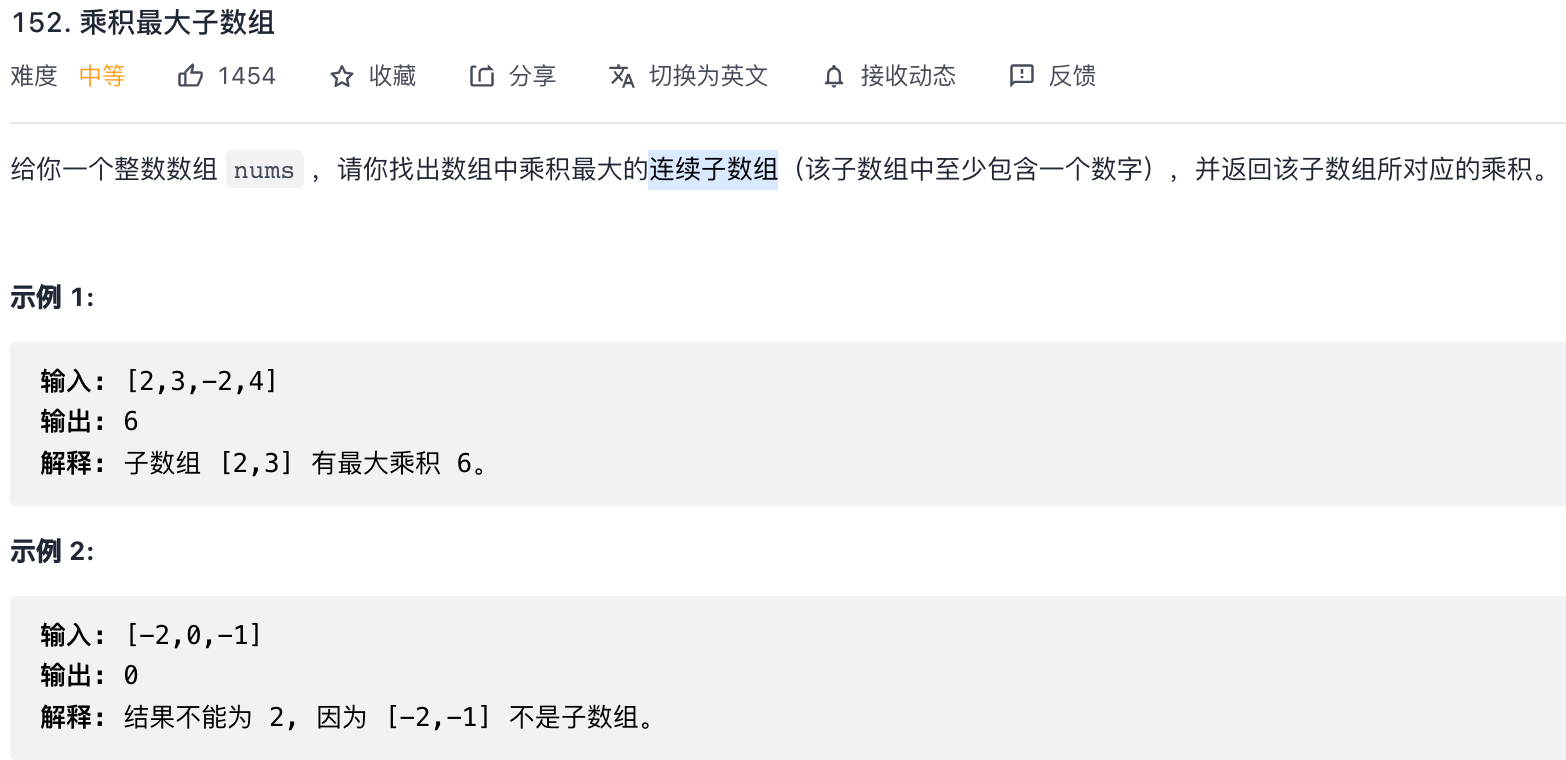 152. 乘积最大子数组
难度 中等 1454 收藏 分享 切换为英文 接收动态 反馈
给你一个整数数组 nums ，请你找出数组中乘积最大的连续子数组（该子数组中至少包含一个数字），并返回该子数组所对应的乘积。
示例 1:
输入: [2,3,-2,4]
输出: 6
解释: 子数组 [2,3] 有最大乘积 6。
示例 2:
输入: [-2,0,-1]
输出: 0
解释: 结果不能为 2, 因为 [-2,-1] 不是子数组。